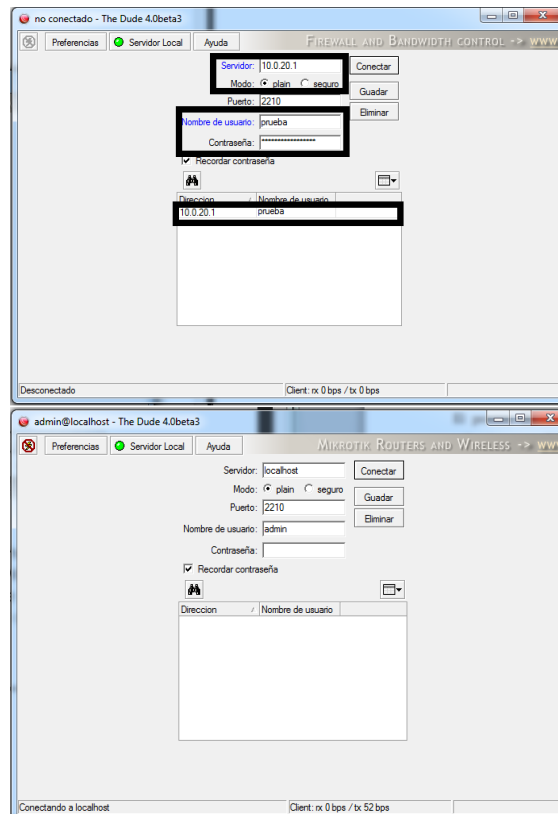 no conectado - The Dude 4.0beta3
Preferencias Servidor Local Ayuda FIREWALL AND BANDWIDTH CONTROL -> www
Servidor: 10.0.20.1 Conectar
Modo: plain seguro
Guadar
Puerto: 2210
Eliminar
Nombre de usuario: prueba
Contraseña: *****************
Recordar contraseña
Direccion / Nombre de usuario
10.0.20.1 prueba
Desconectado Client: rx 0 bps / tx 0 bps
admin@localhost - The Dude 4.0beta3
Preferencias Servidor Local Ayuda MIKROTIK ROUTERS AND WIRELESS -> www
Servidor: localhost Conectar
Modo: plain seguro
Guadar
Puerto: 2210
Eliminar
Nombre de usuario: admin
Contraseña:
Recordar contraseña
Direccion / Nombre de usuario
Conectando a localhost Client: rx 0 bps / tx 52 bps